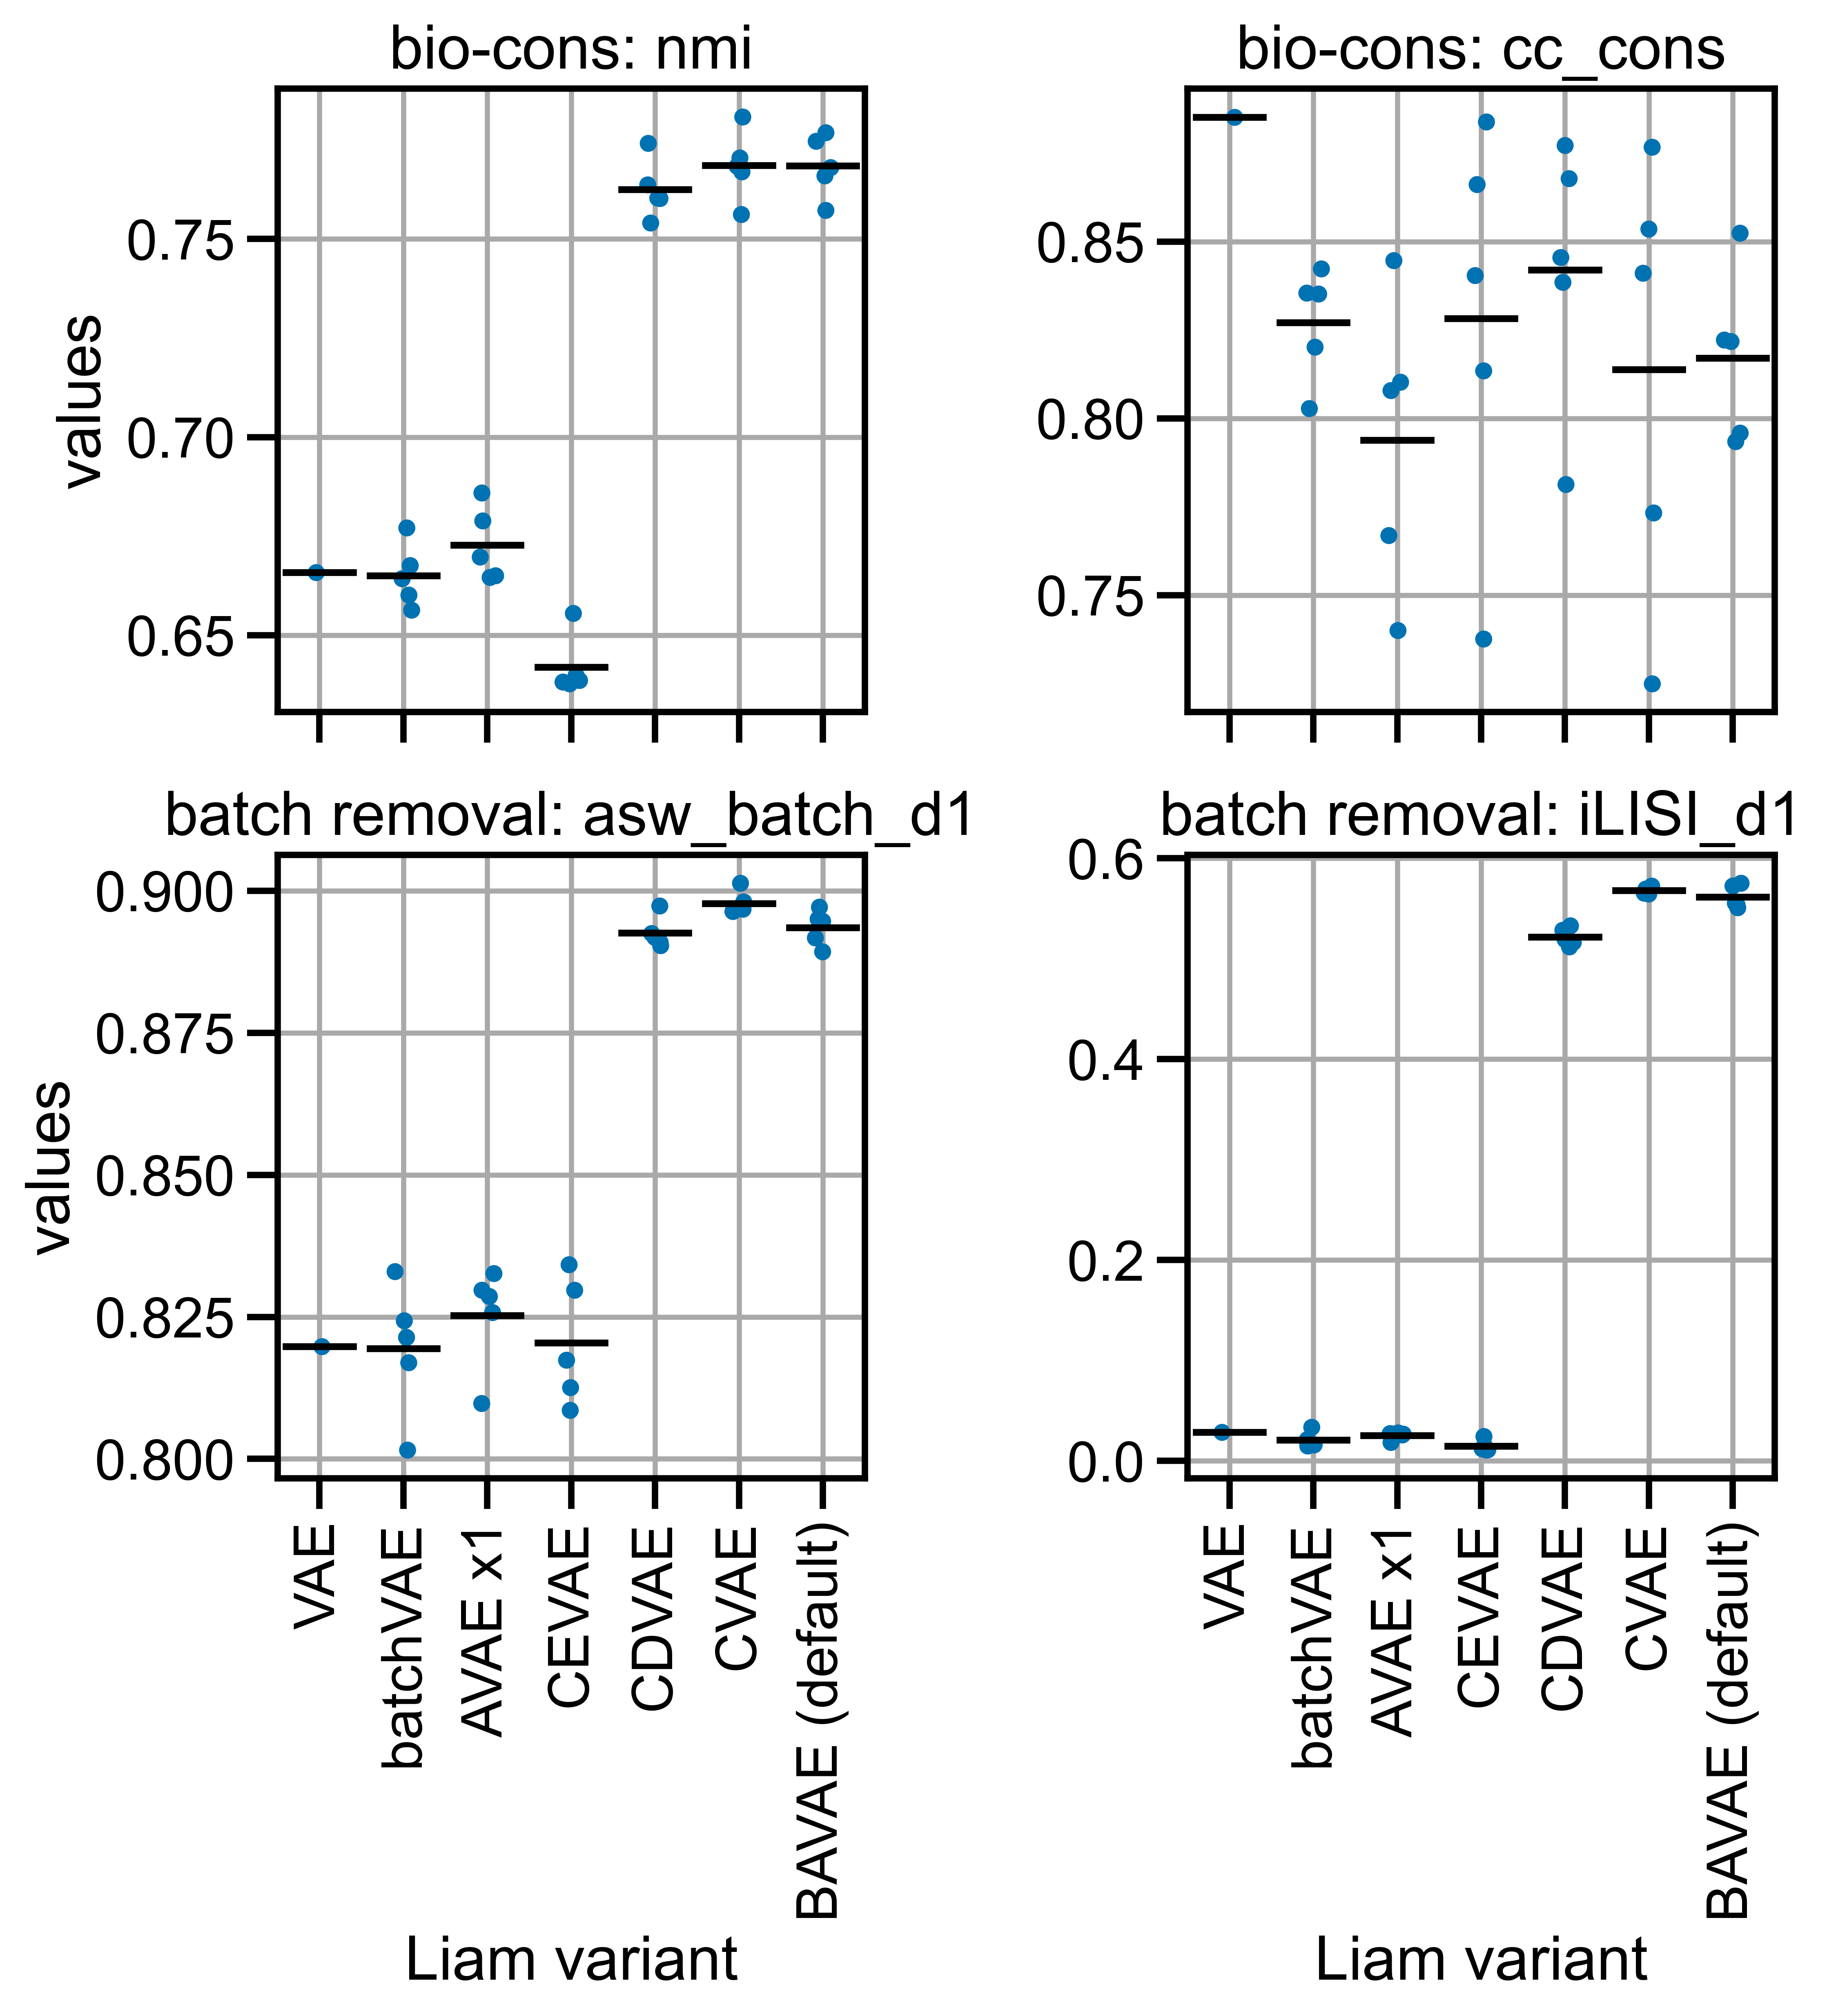 bio-cons: nmi
bio-cons: cc_cons
values
0.75
0.70
0.65
0.85
0.80
0.75
batch removal: asw_batch_d1
batch removal: iLISI_d1
values
0.900
0.875
0.850
0.825
0.800
0.6
0.4
0.2
0.0
VAE
batchVAE
AVAE x1
CEVAE
CDVAE
CVAE
BAVAE (default)
VAE
batchVAE
AVAE x1
CEVAE
CDVAE
CVAE
BAVAE (default)
Liam variant
Liam variant